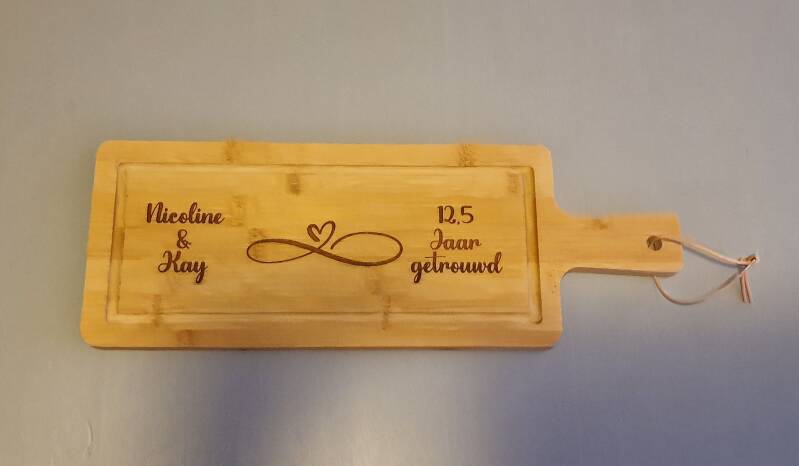 Nicoline
&
Kay
12,5
Jaar
getrouwd